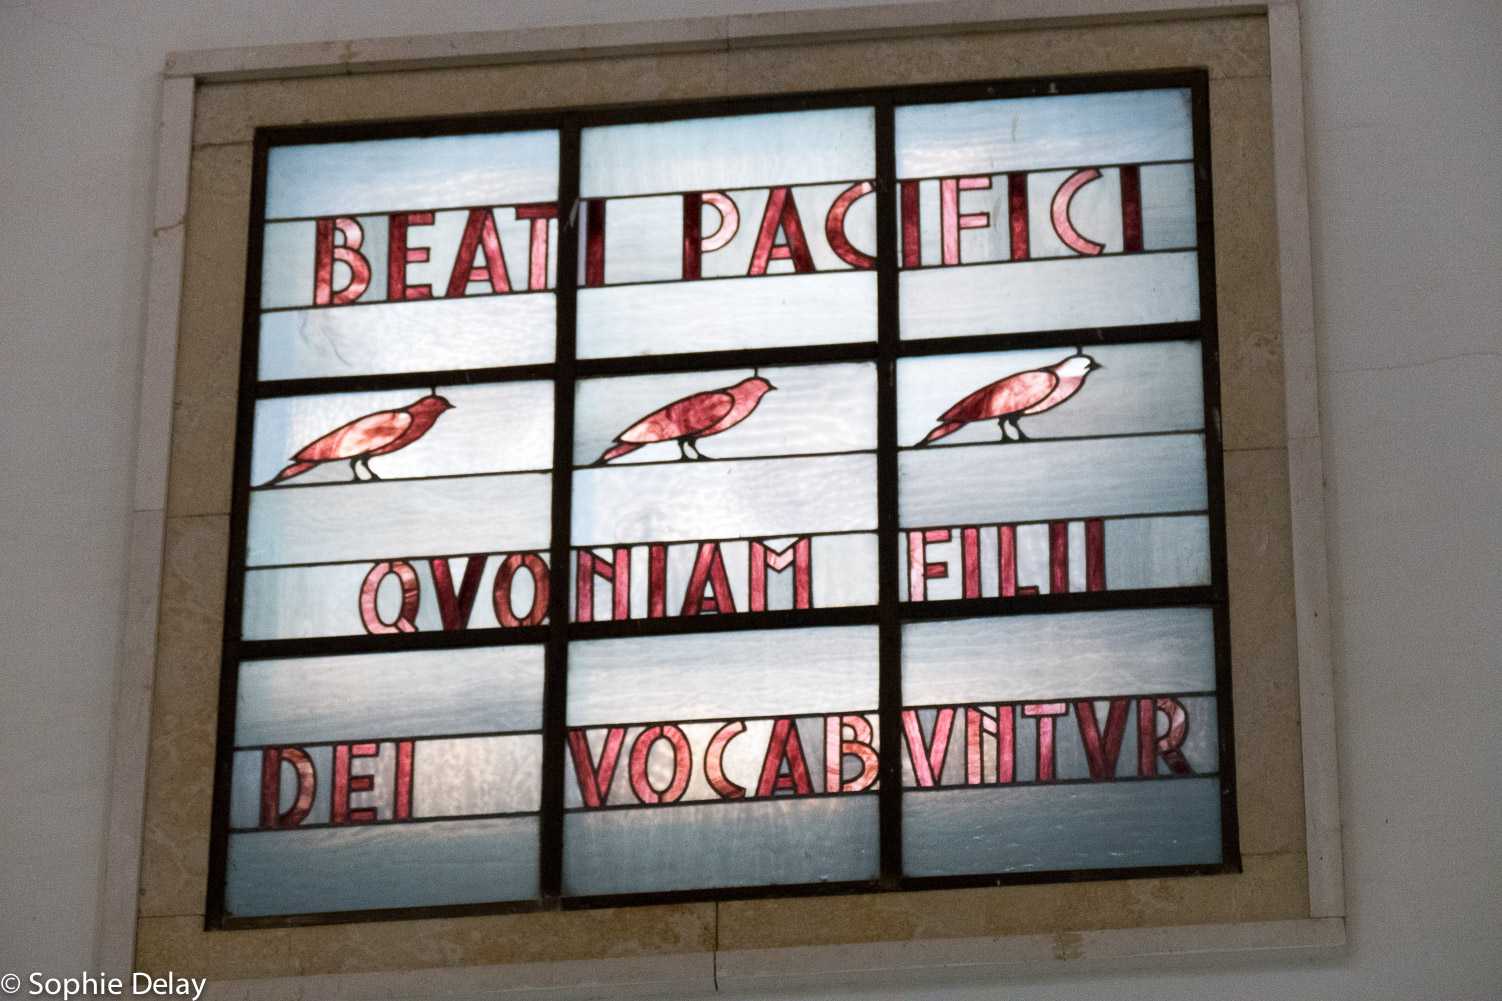 BEATI PACIFICI
QVONIAM FILII
DEI VOCABVNTVR
© Sophie Delay